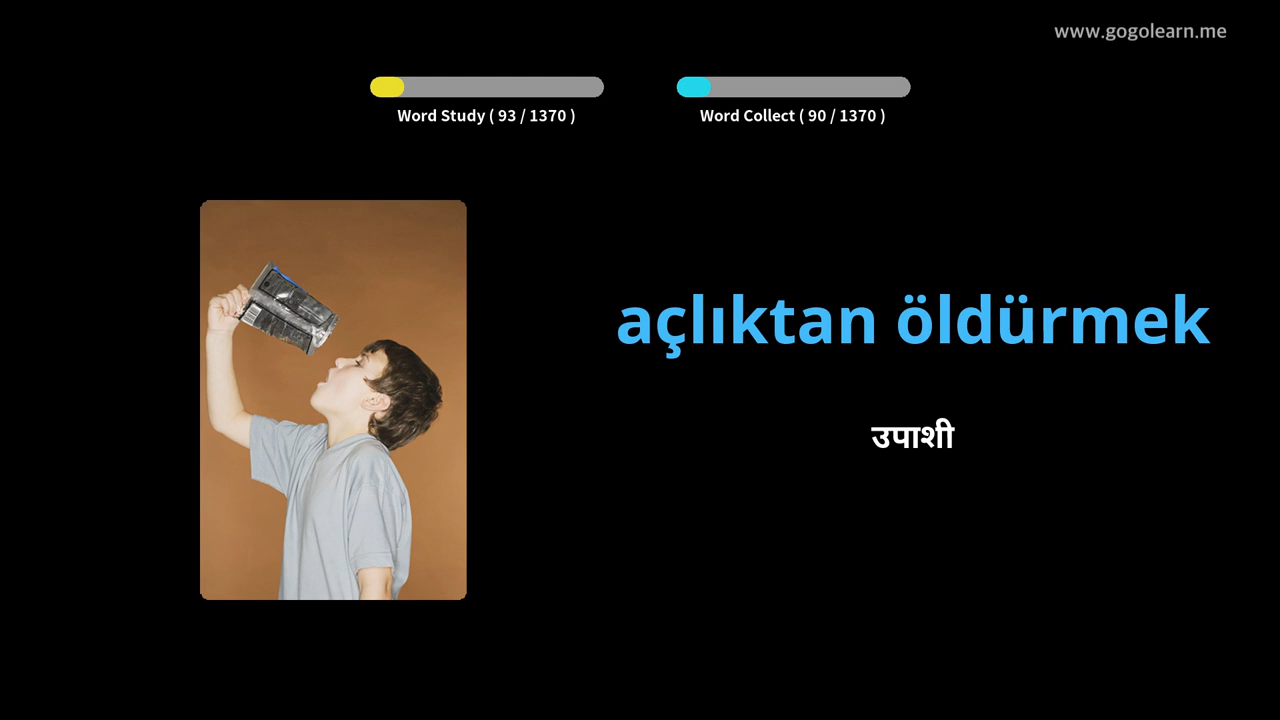 www.gogolearn.me
Word Study ( 93 / 1370 )
Word Collect ( 90 / 1370 )
açlıktan öldürmek
उपाशी